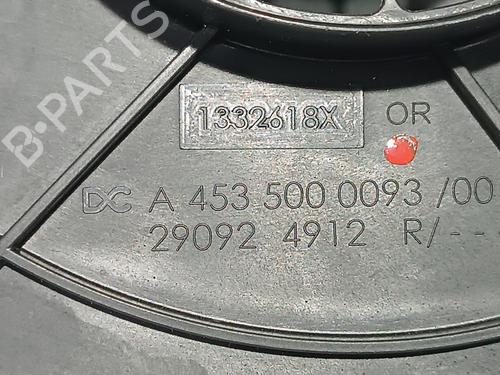 B-PARTS
1332618X
OR
DC A 453 500 0093 /00
29092 4912 R/---